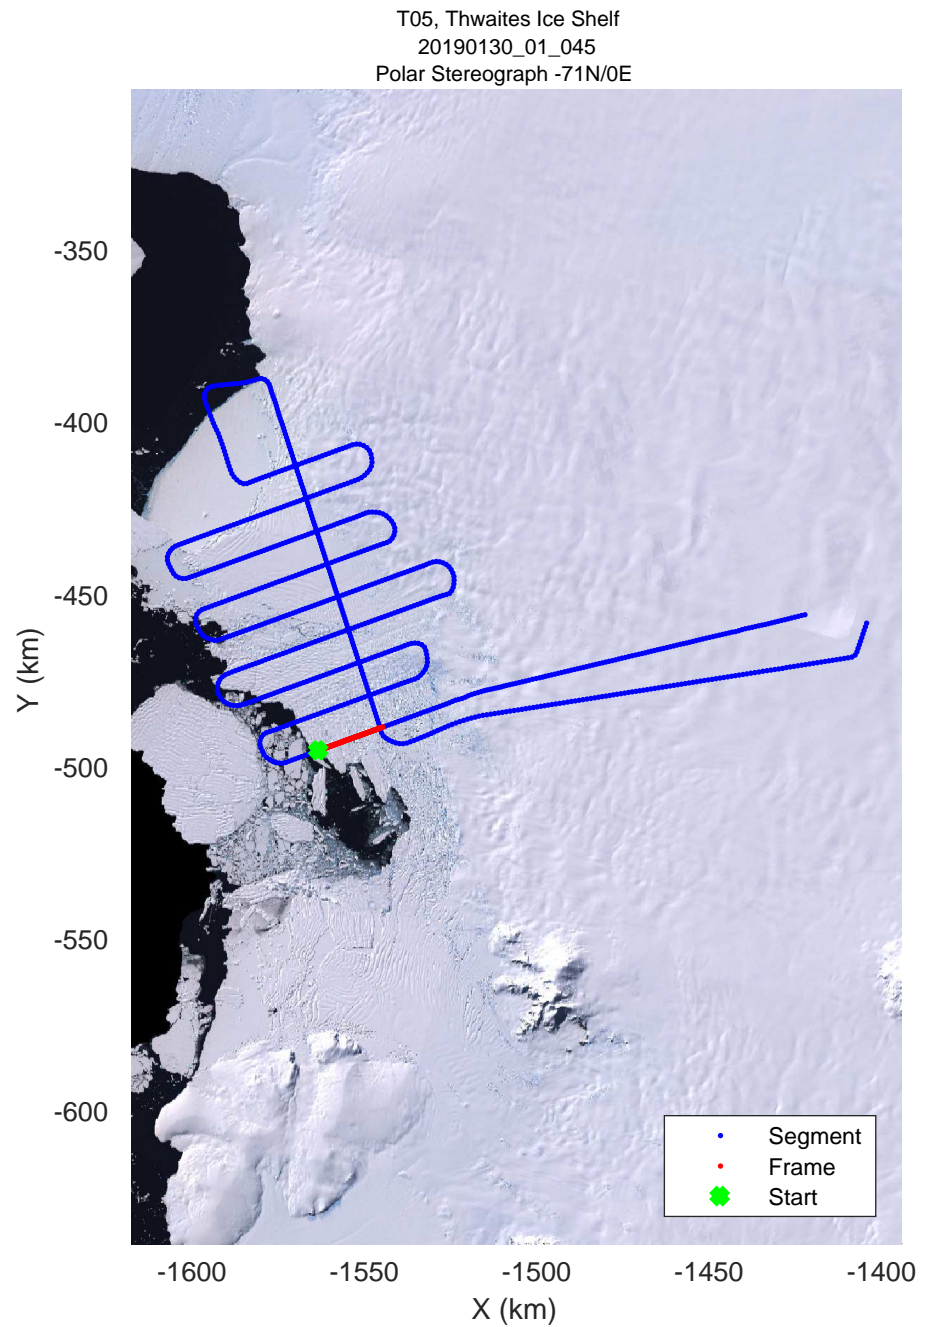 T05, Thwaites Ice Shelf
20190130_01_045
Polar Stereograph -71N/0E
-350
-400
-450
-500
-550
-600
Y (km)
Segment
Frame
Start
-1600
-1550
-1500
-1450
-1400
X (km)